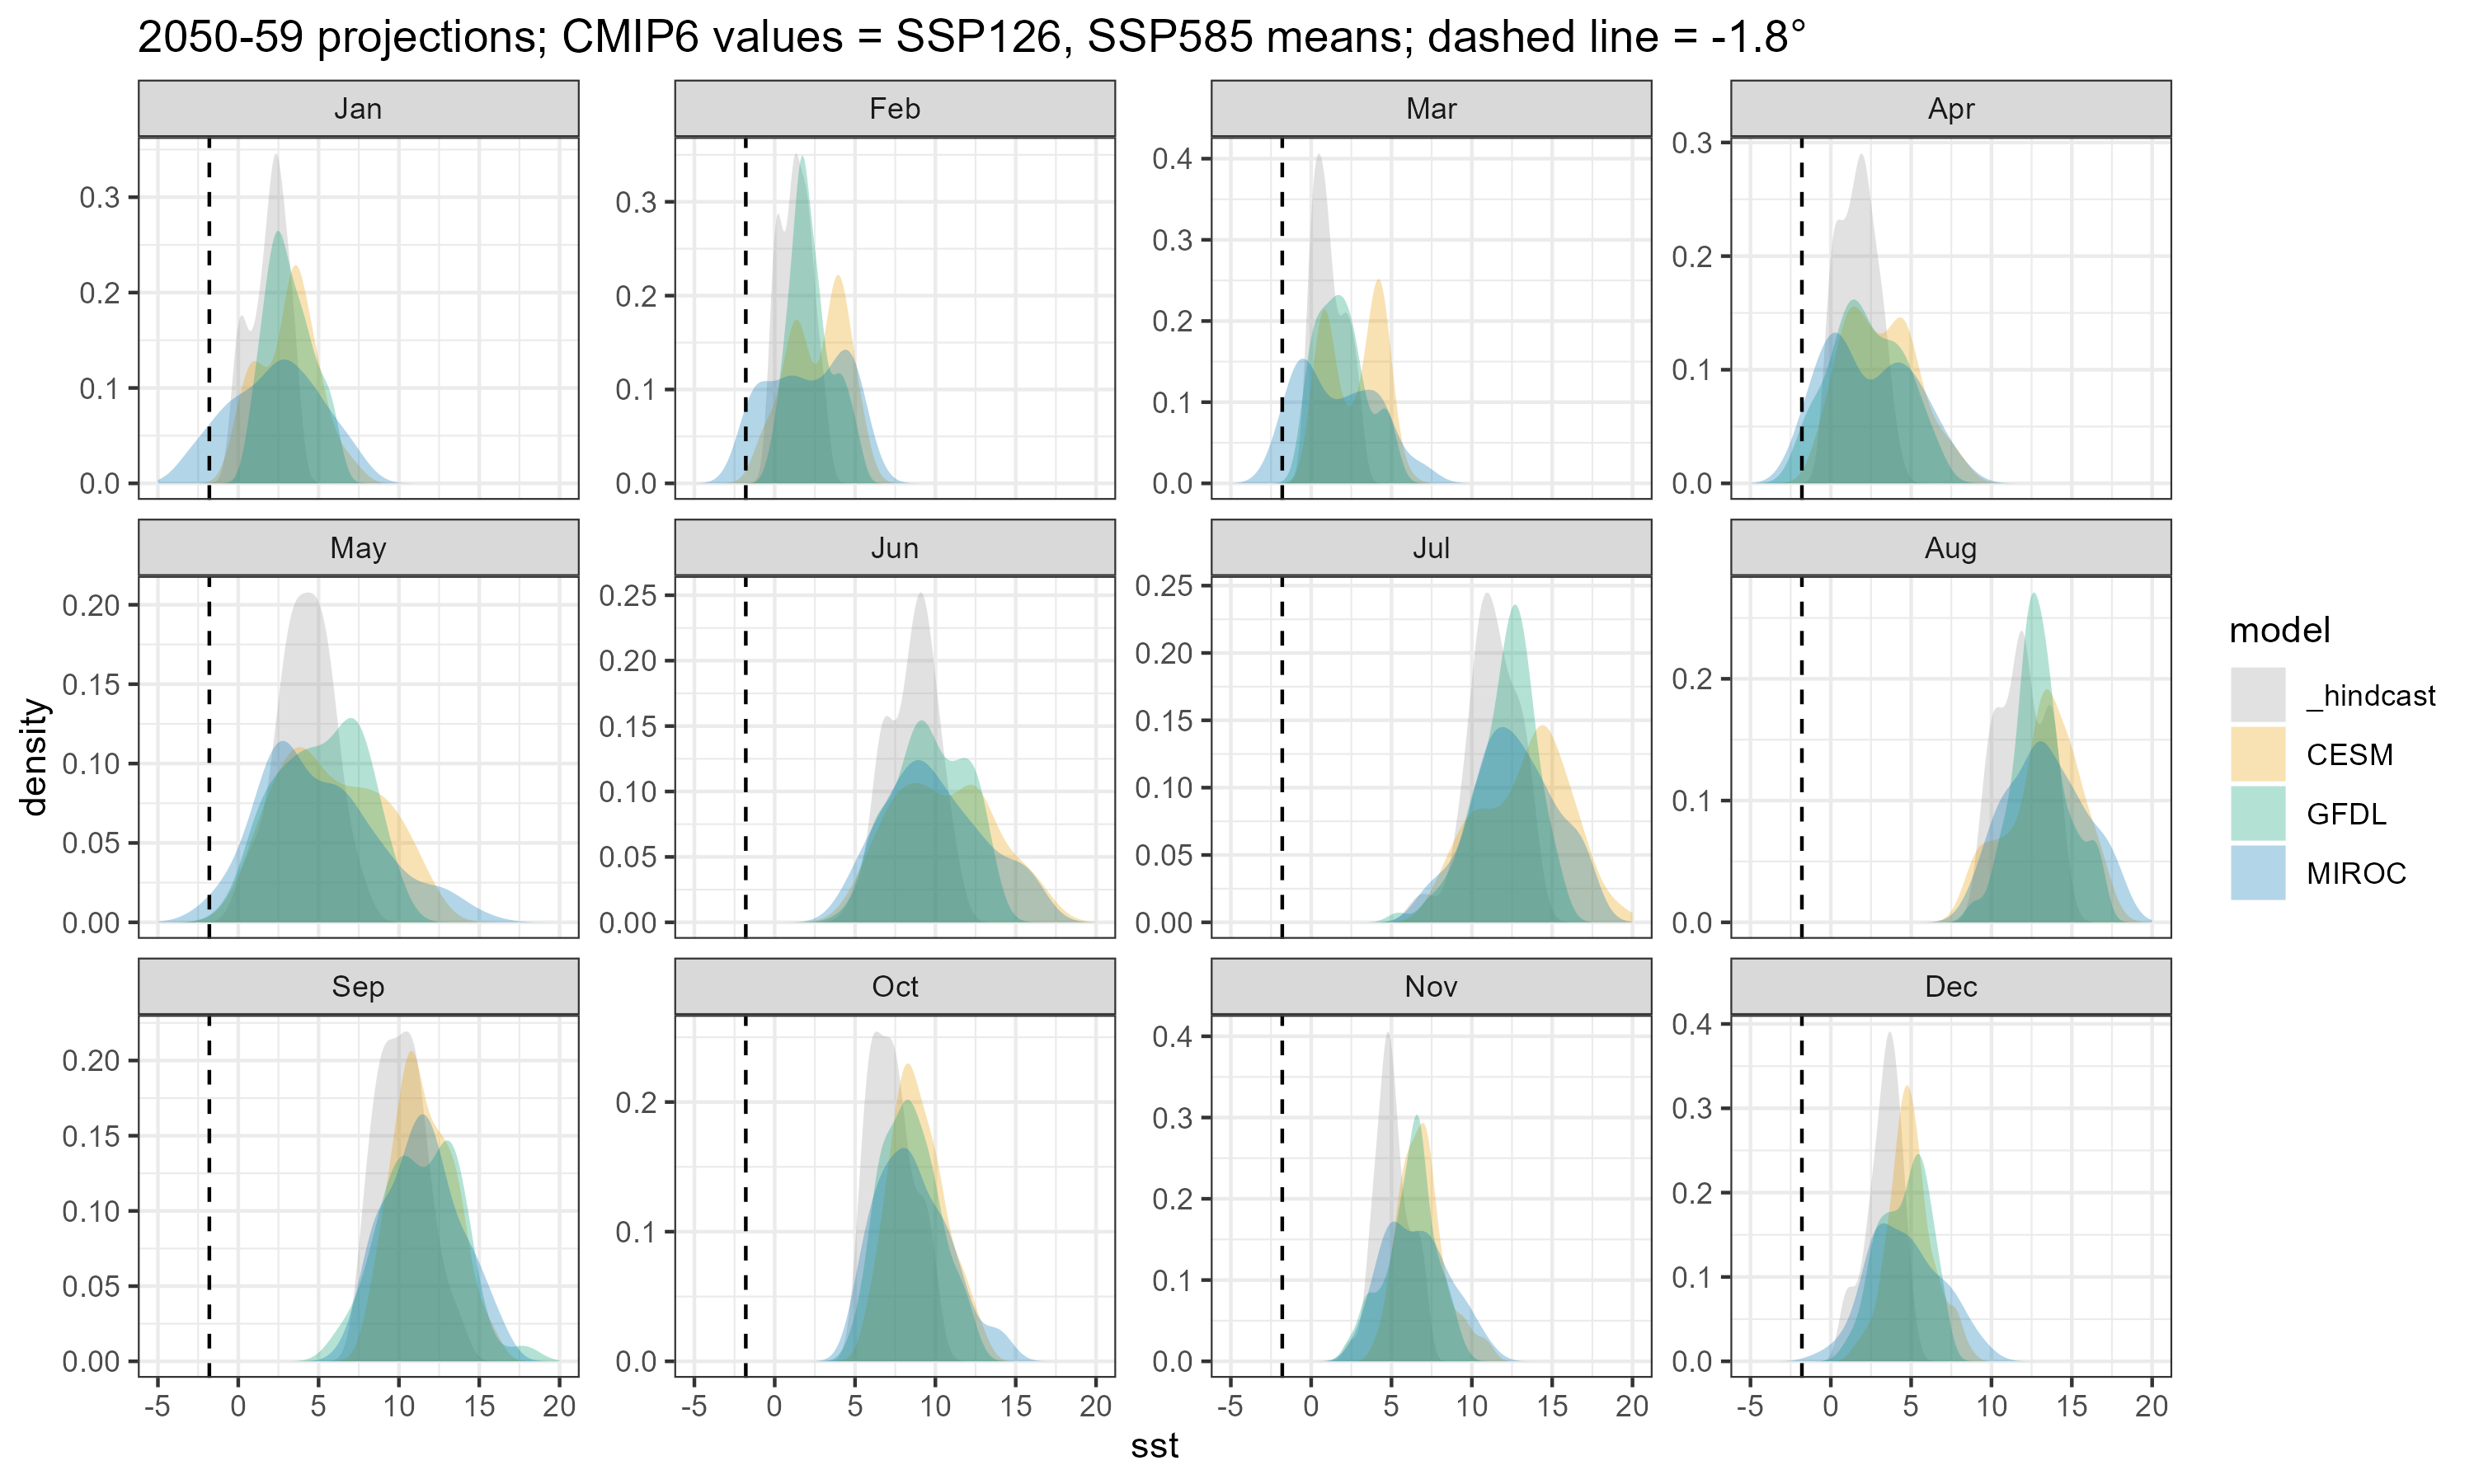 2050-59 projections; CMIP6 values = SSP126, SSP585 means; dashed line = -1.8°
Jan Feb Mar Apr
0.3 0.3 0.4 0.3
0.2 0.2 0.3 0.2
0.1 0.1 0.2 0.1
0.0 0.0 0.1 0.0
0.0
May Jun Jul Aug
0.20 0.25 0.25 0.2
0.15 0.20 0.20 0.1
0.10 0.15 0.15 0.0
0.05 0.10 0.10
0.00 0.05 0.05
0.00 0.00
Sep Oct Nov Dec
0.20 0.2 0.4 0.4
0.15 0.1 0.3 0.3
0.10 0.0 0.2 0.2
0.05 0.1 0.1
0.00 0.0 0.0
-5 0 5 10 15 20 -5 0 5 10 15 20 -5 0 5 10 15 20 -5 0 5 10 15 20
density
sst
model
_hindcast
CESM
GFDL
MIROC